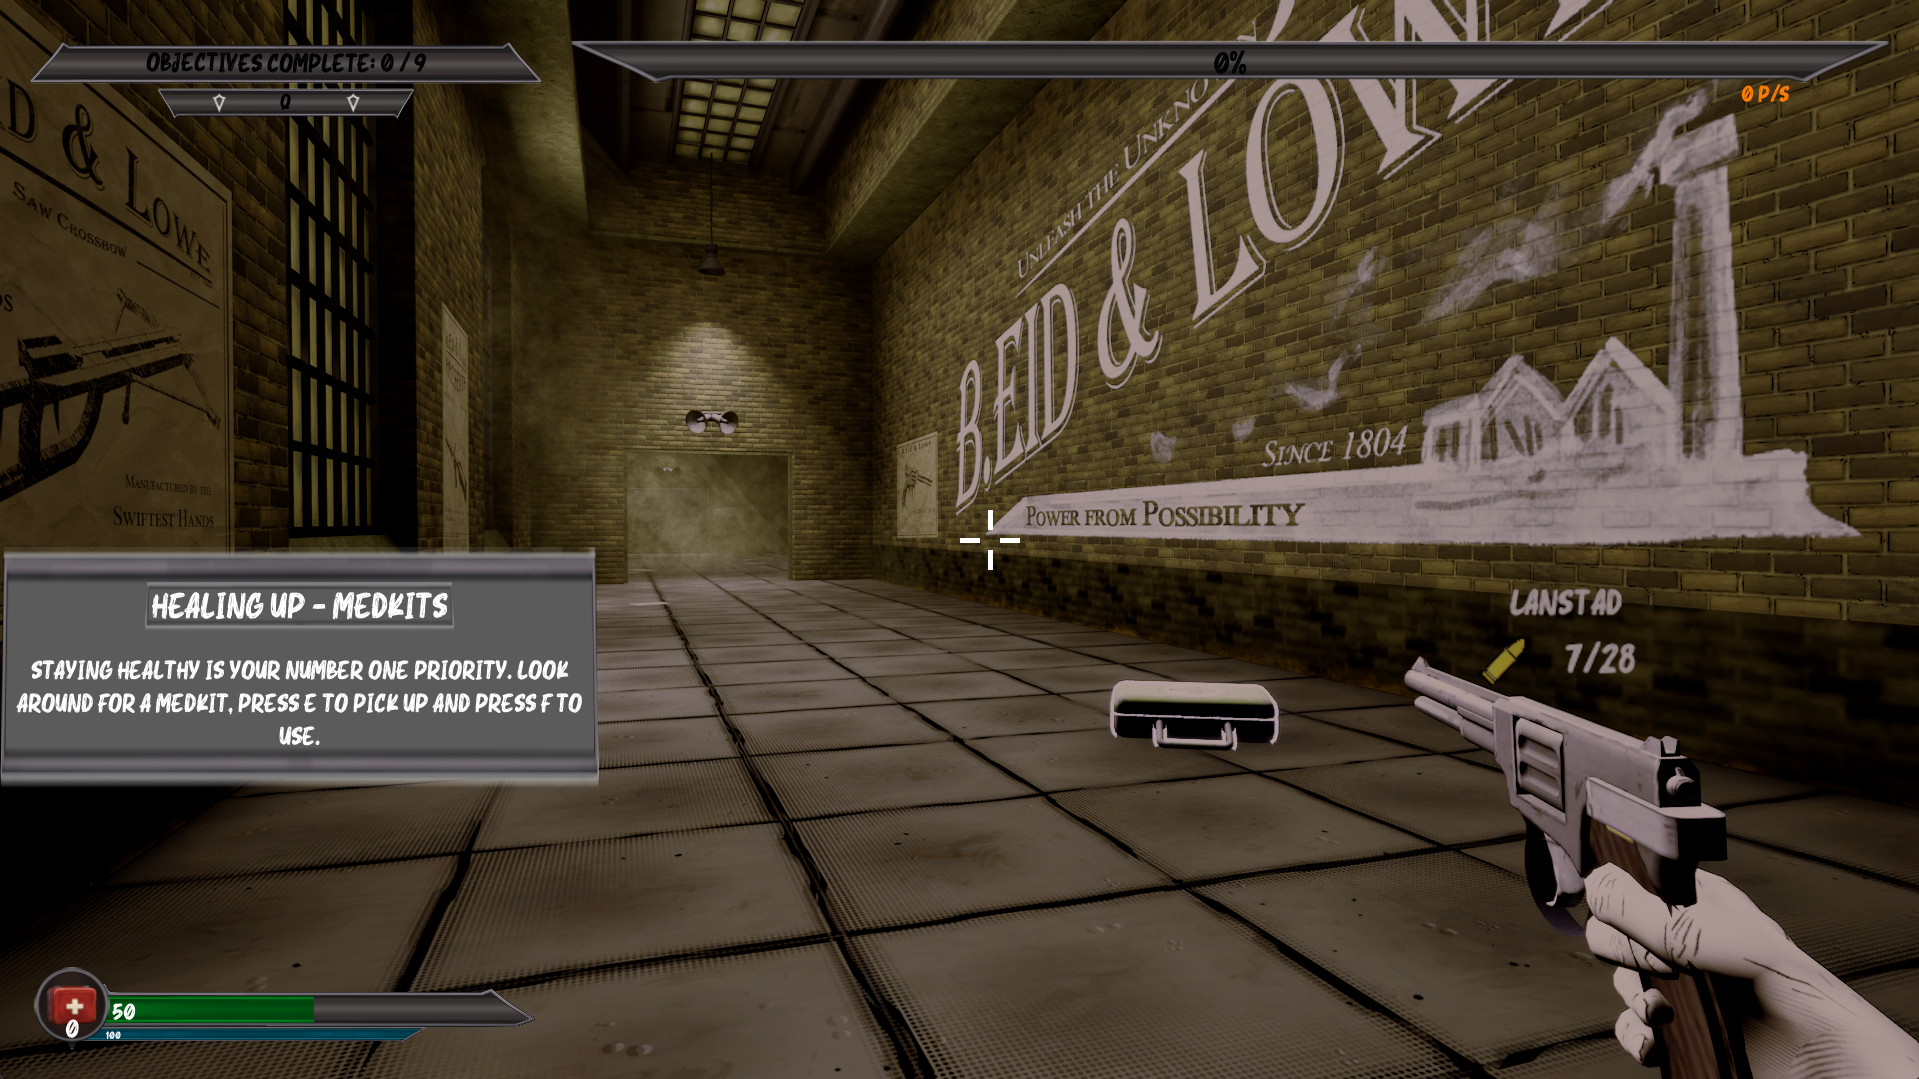 OBJECTIVES COMPLETE: 0 / 9
0
0%
0 P/S
D & LOWE
SAW CROSSBOW
MANUFACTURED BY THE
SWIFTEST HANDS
UNLEASH THE UNKNO
B.EID & LOW
SINCE 1804
POWER FROM POSSIBILITY
HEALING UP - MEDKITS
STAYING HEALTHY IS YOUR NUMBER ONE PRIORITY. LOOK
AROUND FOR A MEDKIT, PRESS E TO PICK UP AND PRESS F TO
USE.
LANSTAD
7/28
50
0
100